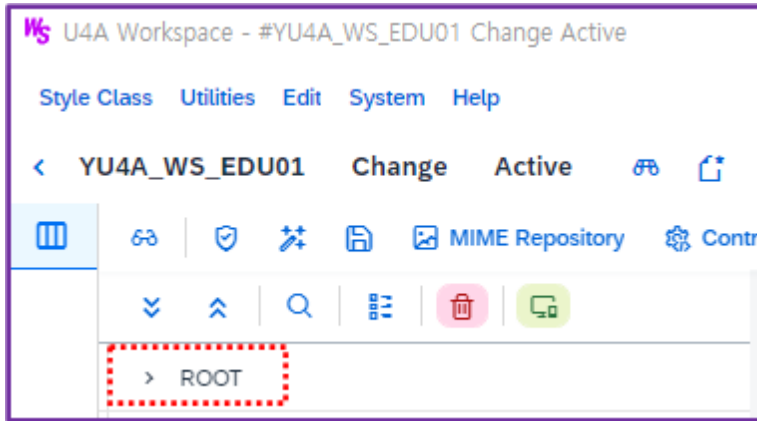 WS U4A Workspace - #YU4A_WS_EDU01 Change Active
Style Class Utilities Edit System Help
YU4A_WS_EDU01 Change Active
MIME Repository Contr
ROOT